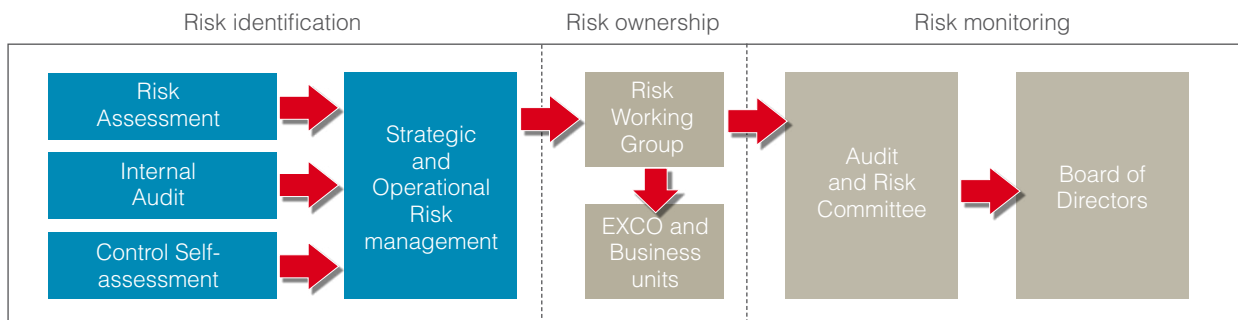 Risk identification
Risk ownership
Risk monitoring
Risk
Assessment
Internal
Audit
Control Self-
assessment
Strategic
and
Operational
Risk
management
Risk
Working
Group
EXCO and
Business
units
Audit
and Risk
Committee
Board of
Directors